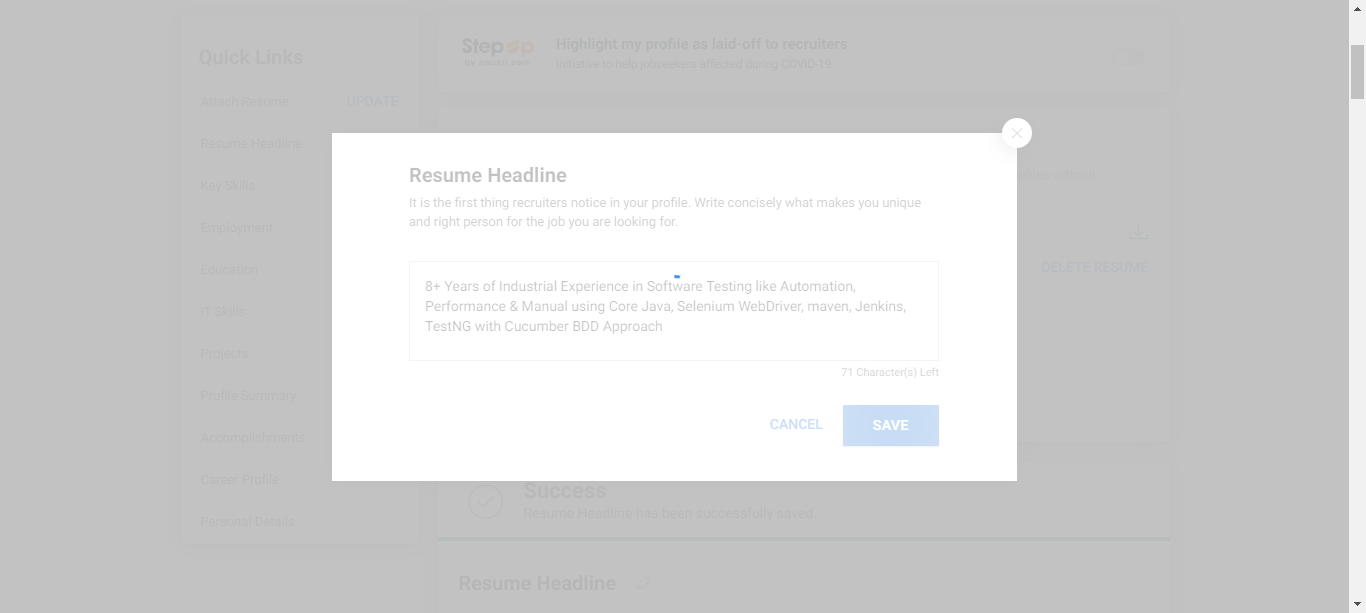 Quick Links
Attach Resume UPDATE
Resume Headline
Key Skills
Employment
Education
IT Skills
Projects
Profile Summary
Accomplishments
Career Profile
Personal Details
Step up
by naukri.com
Highlight my profile as laid-off to recruiters
Initiative to help jobseekers affected during COVID-19
without
DELETE RESUME
Resume Headline
It is the first thing recruiters notice in your profile. Write concisely what makes you unique
and right person for the job you are looking for.
8+ Years of Industrial Experience in Software Testing like Automation,
Performance & Manual using Core Java, Selenium WebDriver, maven, Jenkins,
TestNG with Cucumber BDD Approach
71 Character(s) Left
CANCEL SAVE
Success
Resume Headline has been successfully saved.
Resume Headline